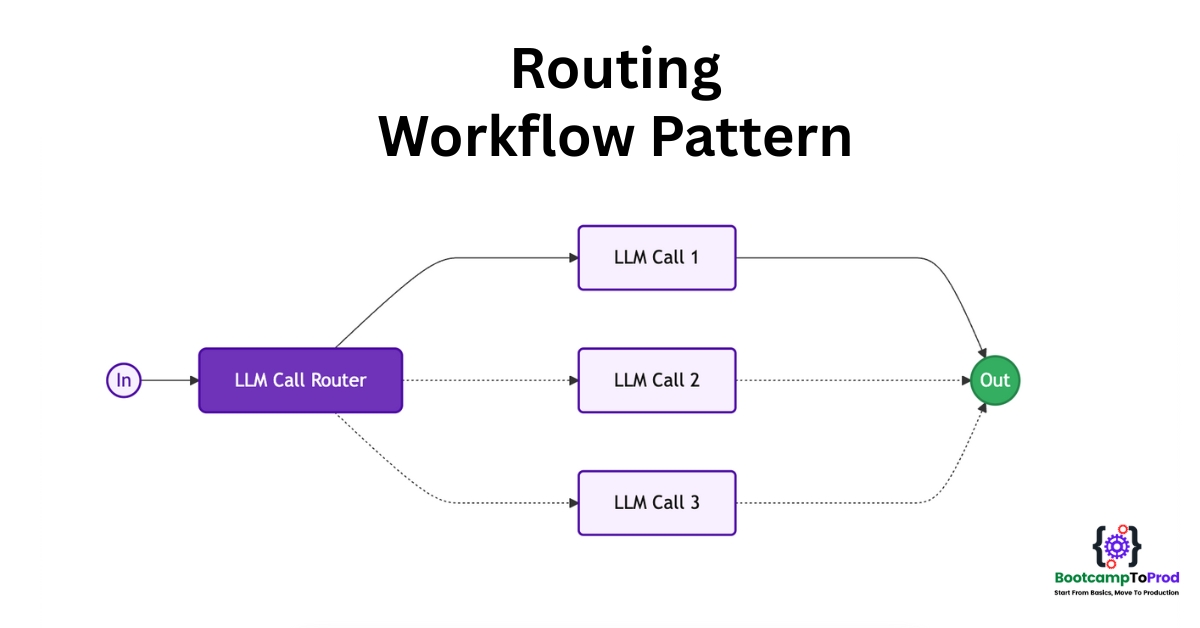 Routing
Workflow Pattern
LLM Call 1
In
LLM Call Router
LLM Call 2
Out
LLM Call 3
BootcampToProd
Start From Basics, Move To Production